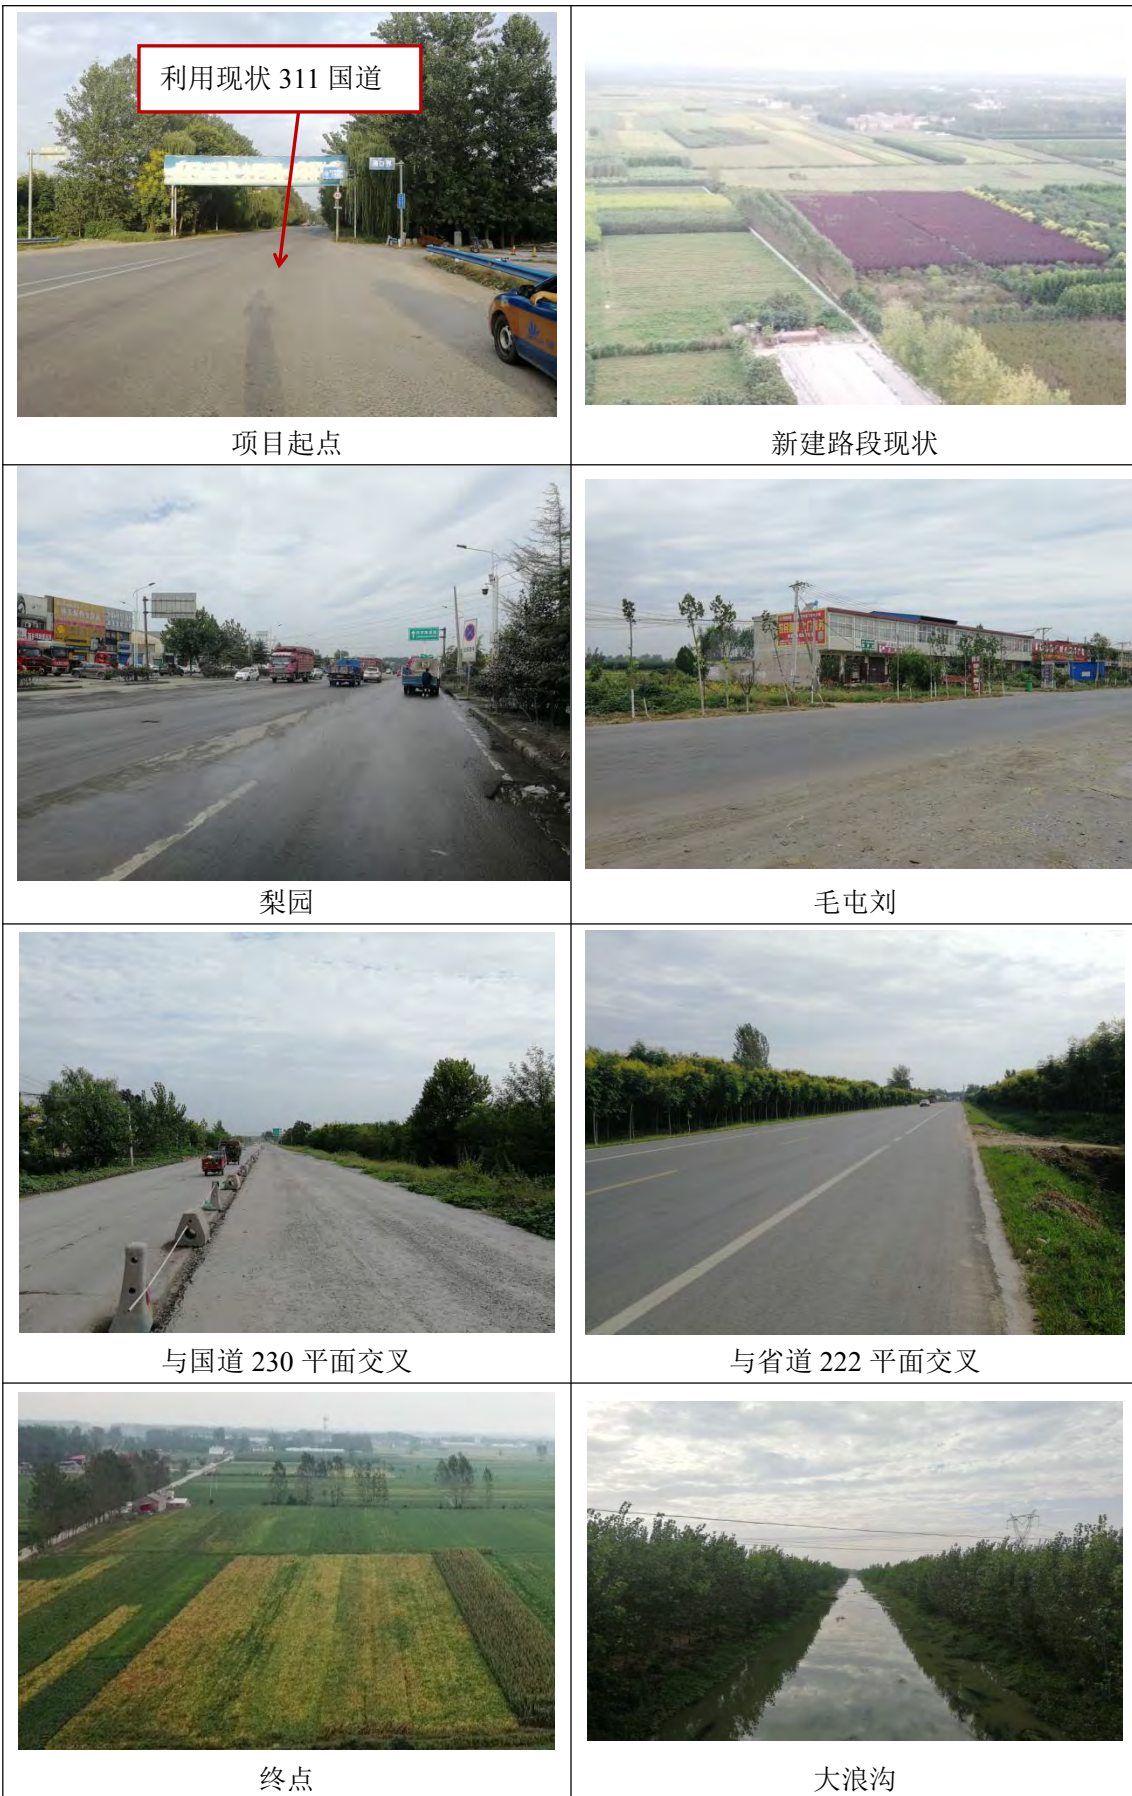 利用现状 311 国道
项目起点
新建路段现状
梨园
毛屯刘
与国道 230 平面交叉
与省道 222 平面交叉
终点
大浪沟